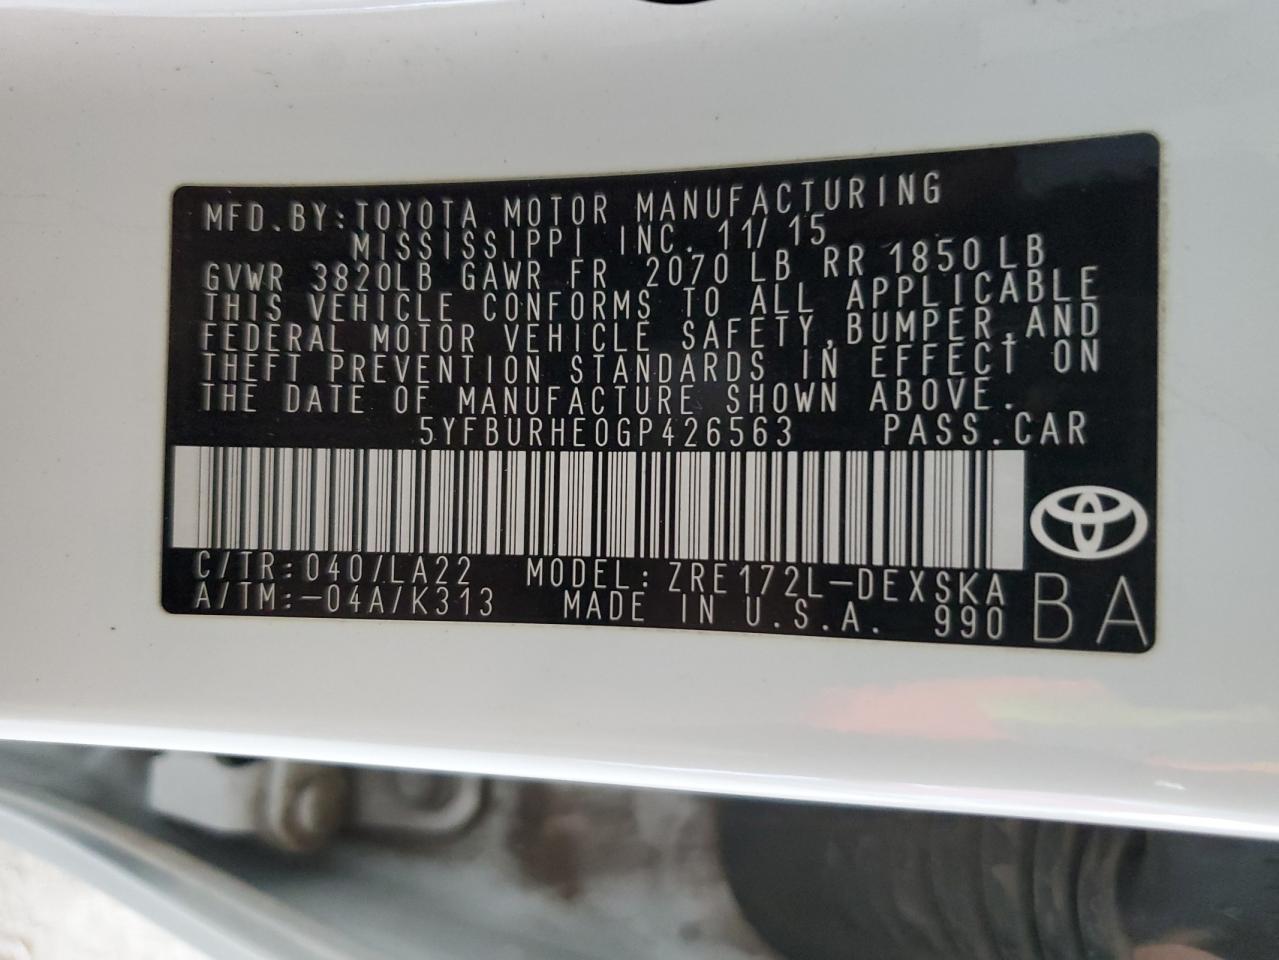 MFD.BY:TOYOTA MOTOR MANUFACTURING
MISSISSIPPI INC. 11/15
GVWR 3820LB GAWR FR 2070 LB RR 1850 LB
THIS VEHICLE CONFORMS TO ALL APPLICABLE
FEDERAL MOTOR VEHICLE SAFETY,BUMPER,AND
THEFT PREVENTION STANDARDS IN EFFECT ON
THE DATE OF MANUFACTURE SHOWN ABOVE.
5YFBURHE0GP426563 PASS.CAR
C/TR:040/LA22 MODEL:ZRE172L-DEXSKA
A/TM:-04A/K313 MADE IN U.S.A. 990 BA